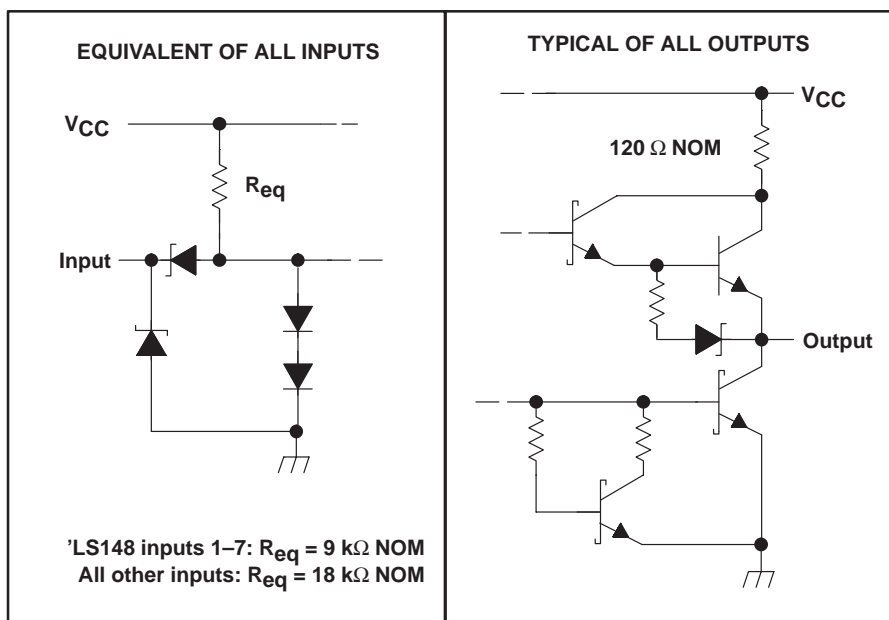 EQUIVALENT OF ALL INPUTS
VCC
Req
Input
'LS148 inputs 1–7: Req = 9 kΩ NOM
All other inputs: Req = 18 kΩ NOM
TYPICAL OF ALL OUTPUTS
VCC
120 Ω NOM
Output